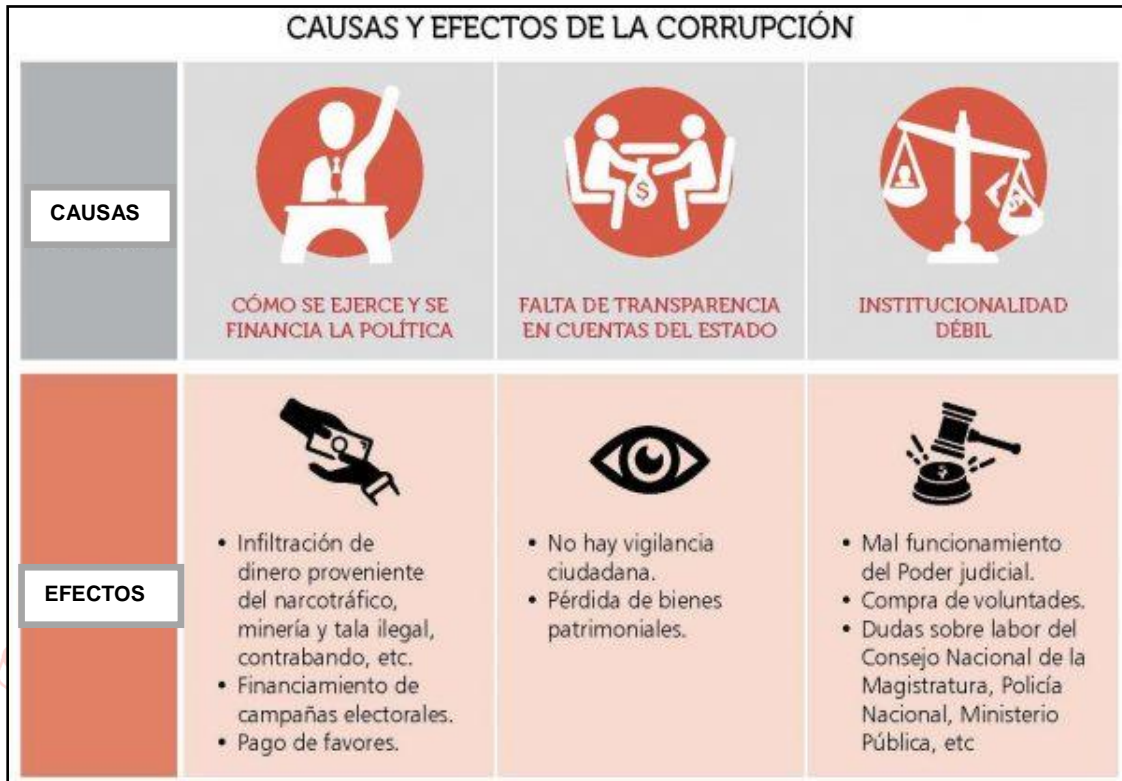 CAUSAS Y EFECTOS DE LA CORRUPCIÓN
CAUSAS
CÓMO SE EJERCE Y SE
FINANCIA LA POLÍTICA
FALTA DE TRANSPARENCIA
EN CUENTAS DEL ESTADO
INSTITUCIONALIDAD
DÉBIL
EFECTOS
• Infiltración de
dinero proveniente
del narcotráfico,
minería y tala ilegal,
contrabando, etc.
• Financiamiento de
campañas electorales.
• Pago de favores.
• No hay vigilancia
ciudadana.
• Pérdida de bienes
patrimoniales.
• Mal funcionamiento
del Poder judicial.
• Compra de voluntades.
• Dudas sobre labor del
Consejo Nacional de la
Magistratura, Policía
Nacional, Ministerio
Pública, etc